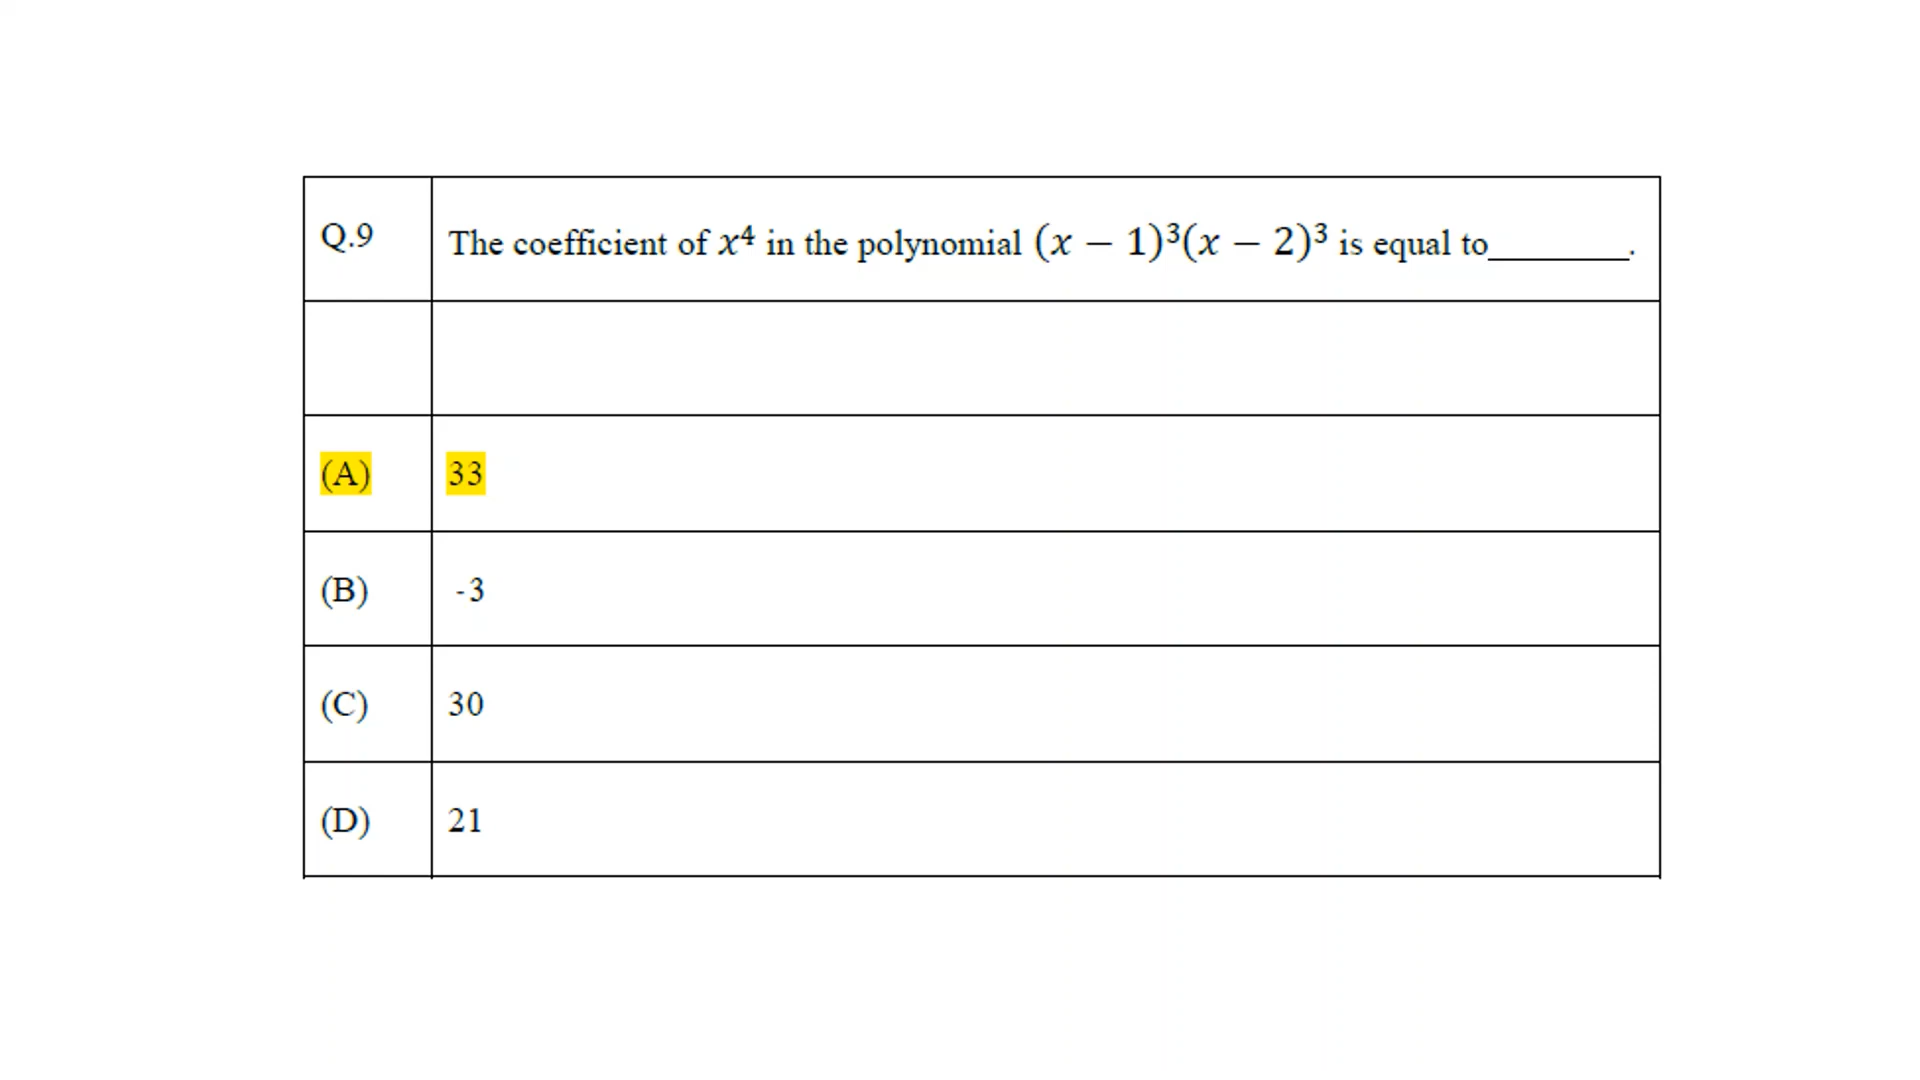 Q.9 The coefficient of x⁴ in the polynomial (x − 1)³(x − 2)³ is equal to________.
(A) 33
(B) -3
(C) 30
(D) 21